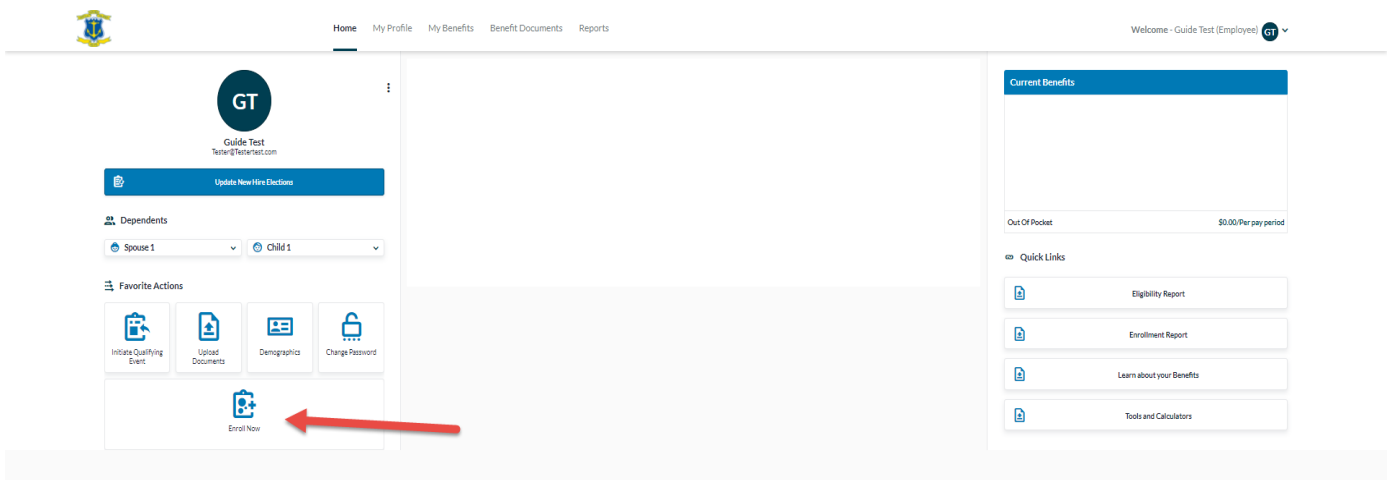 Home My Profile My Benefits Benefit Documents Reports
Welcome - Guide Test (Employee) GT
GT
Guide Test
Tester@Testertest.com
Update New Hire Elections
Dependents
Spouse 1
Child 1
Favorite Actions
Initiate Qualifying
Event
Upload
Documents
Demographics
Change Password
Enroll Now
Current Benefits
Out Of Pocket $0.00/Per pay period
Quick Links
Eligibility Report
Enrollment Report
Learn about your Benefits
Tools and Calculators